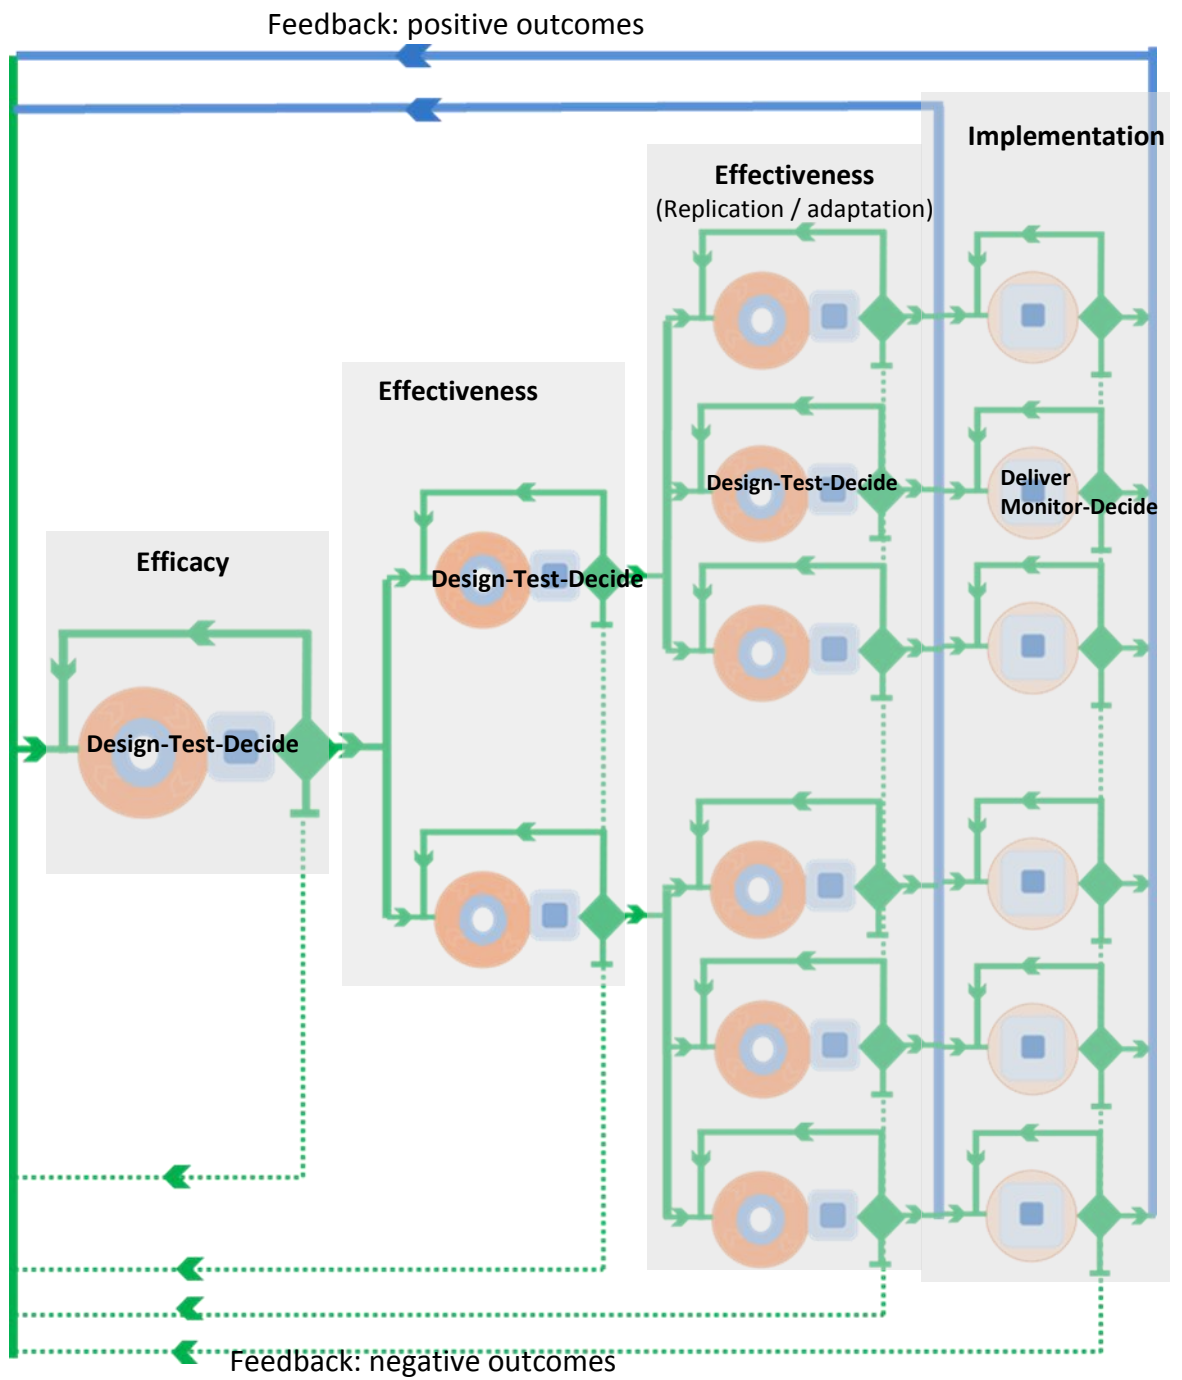 Feedback: positive outcomes
Implementation
Effectiveness
(Replication / adaptation)
Effectiveness
Design-Test-Decide
Deliver
Monitor-Decide
Efficacy
Design-Test-Decide
Design-Test-Decide
Feedback: negative outcomes